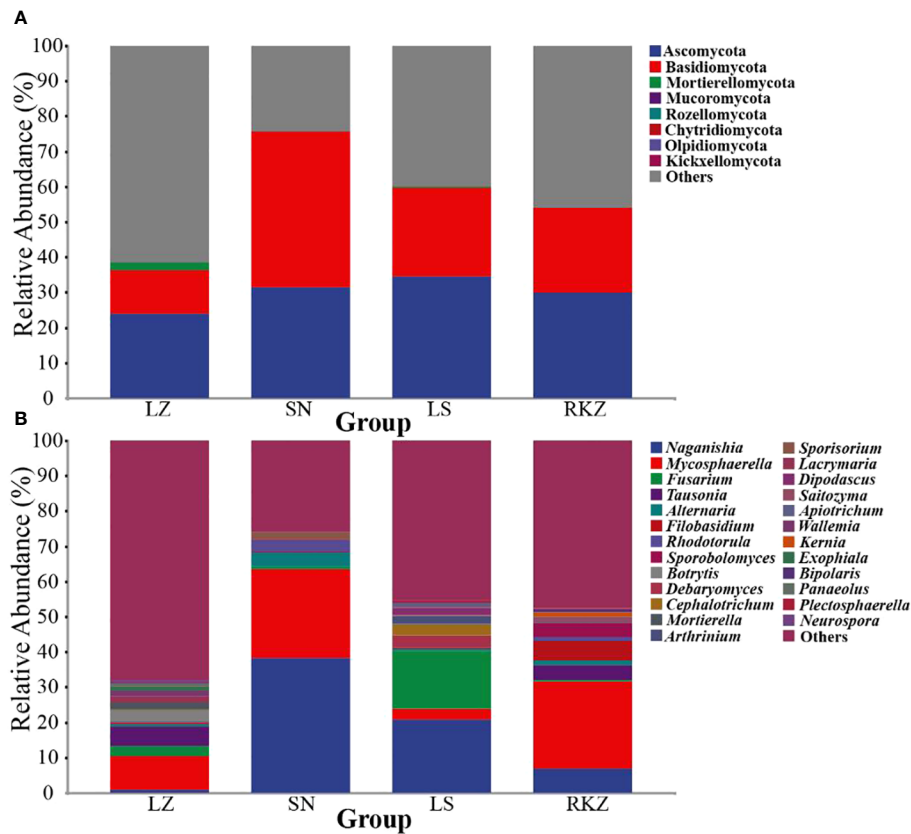 A
Relative Abundance (%)
100
90
80
70
60
50
40
30
20
10
0
LZ
SN
LS
RKZ
Group
Ascomycota
Basidiomycota
Mortierellomycota
Mucoromycota
Rozellomycota
Chytridiomycota
Olpidiomycota
Kickxellomycota
Others
B
Relative Abundance (%)
100
90
80
70
60
50
40
30
20
10
0
LZ
SN
LS
RKZ
Group
Naganishia
Mycosphaerella
Fusarium
Tausonia
Alternaria
Filobasidium
Rhodotorula
Sporobolomyces
Botrytis
Debaryomyces
Cephalotrichum
Mortierella
Arthrinium
Sporisorium
Lacrymaria
Dipodascus
Saitozyma
Apiotrichum
Wallemia
Kernia
Exophiala
Bipolaris
Panaeolus
Plectosphaerella
Neurospora
Others